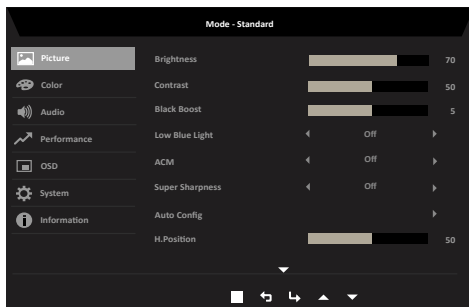 Mode - Standard
Picture
Color
Audio
Performance
OSD
System
Information
Brightness 70
Contrast 50
Black Boost 5
Low Blue Light Off
ACM Off
Super Sharpness Off
Auto Config
H.Position 50